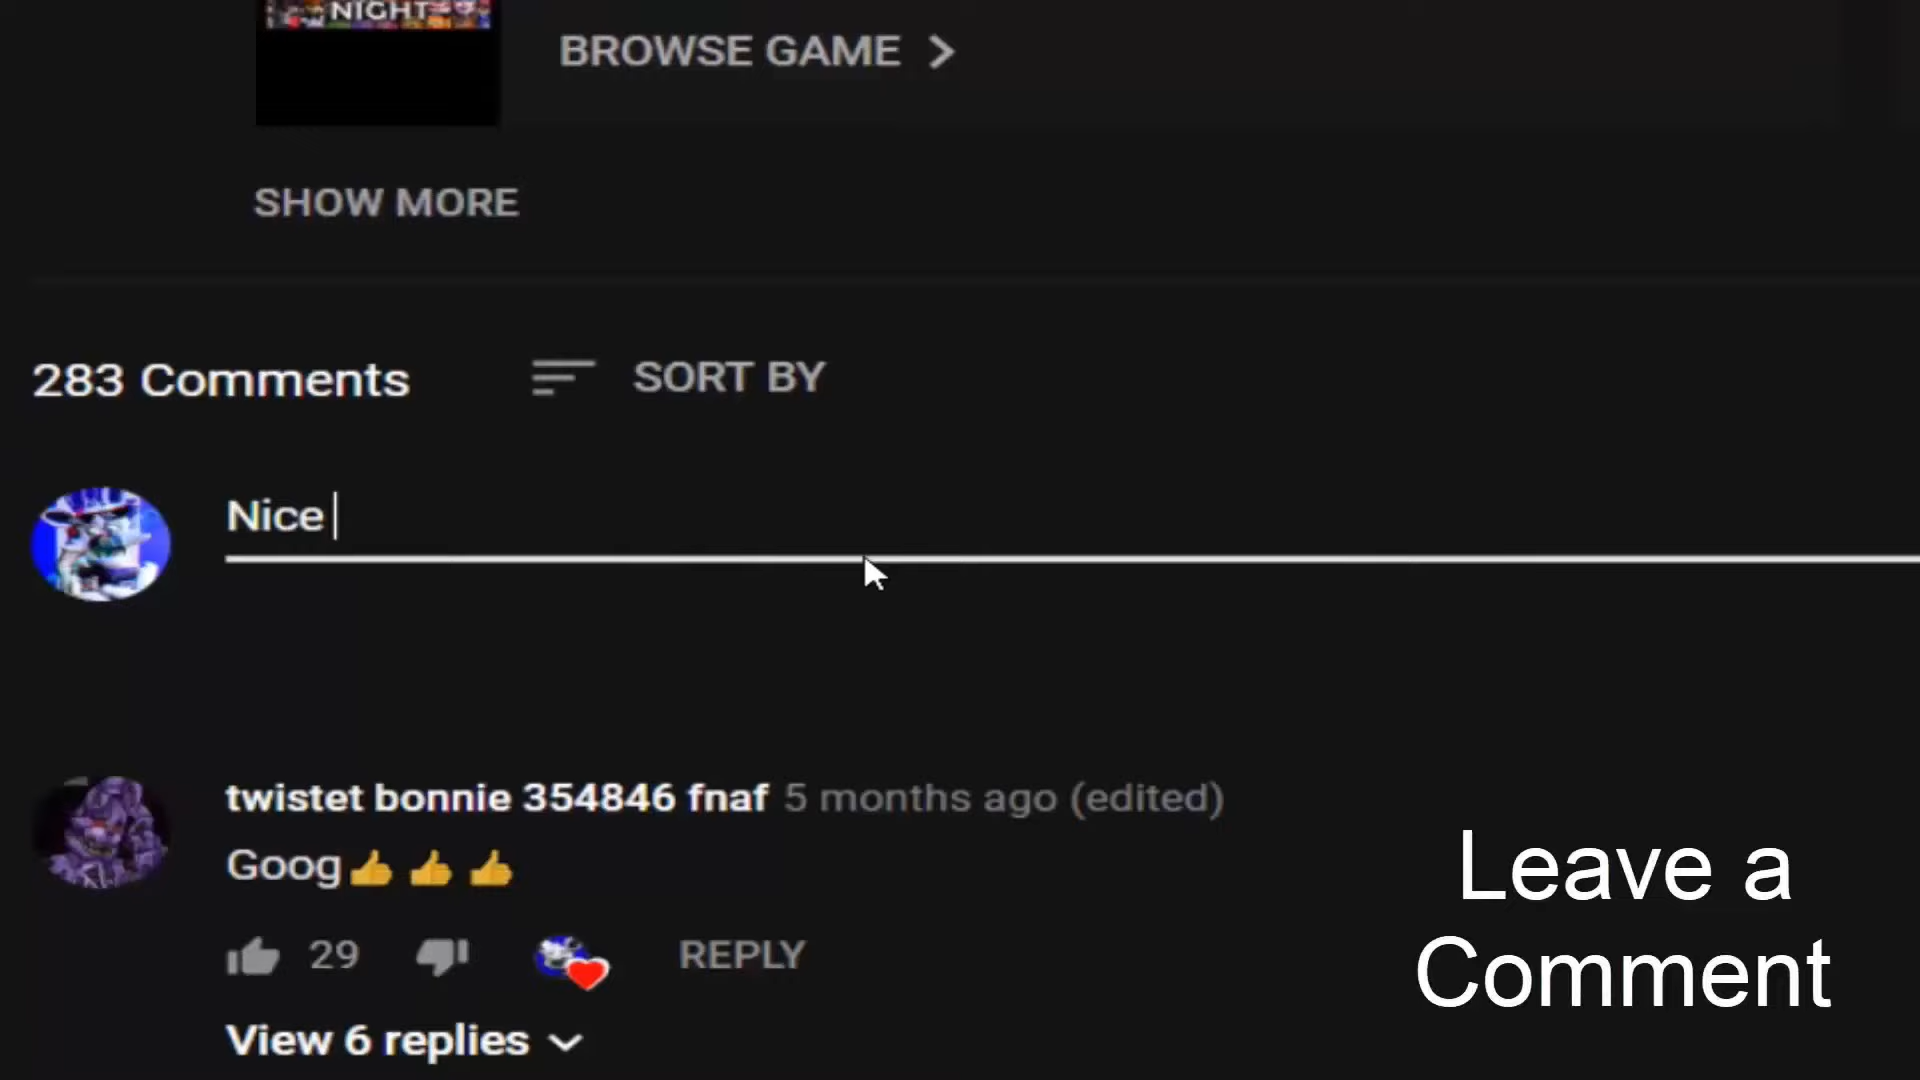 NIGHT
BROWSE GAME
SHOW MORE
283 Comments
SORT BY
Nice
twistet bonnie 354846 fnaf 5 months ago (edited)
Goog👍👍👍
29
REPLY
View 6 replies
Leave a
Comment